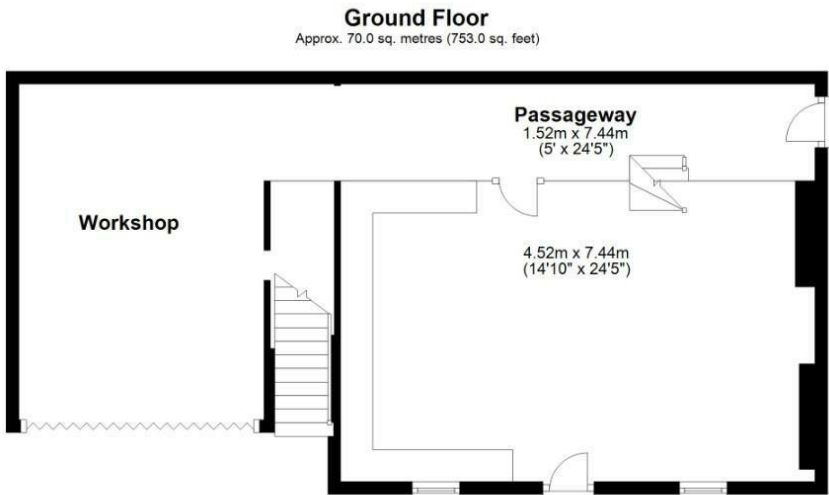 Ground Floor
Approx. 70.0 sq. metres (753.0 sq. feet)
Passageway
1.52m x 7.44m
(5' x 24'5")
Workshop
4.52m x 7.44m
(14'10" x 24'5")